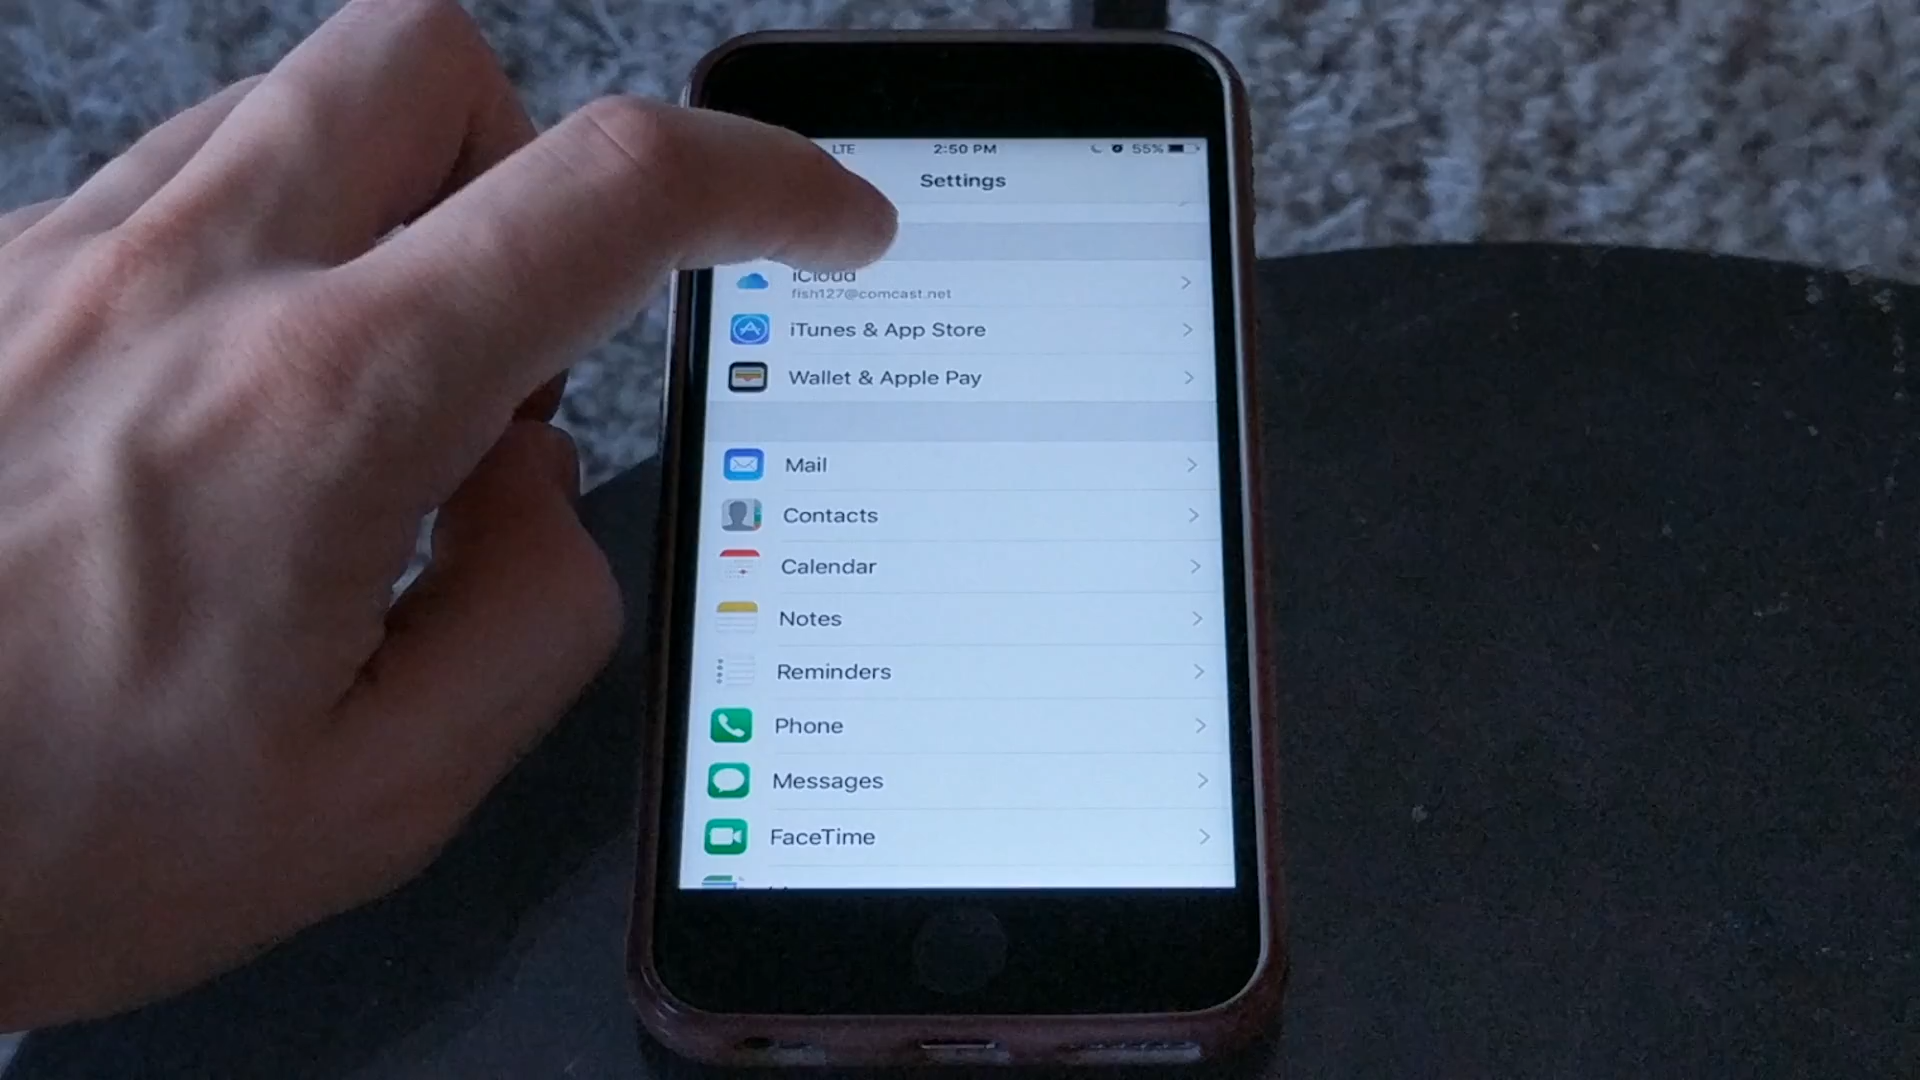 LTE 2:50 PM 55%
Settings
iCloud
fish127@comcast.net
iTunes & App Store
Wallet & Apple Pay
Mail
Contacts
Calendar
Notes
Reminders
Phone
Messages
FaceTime